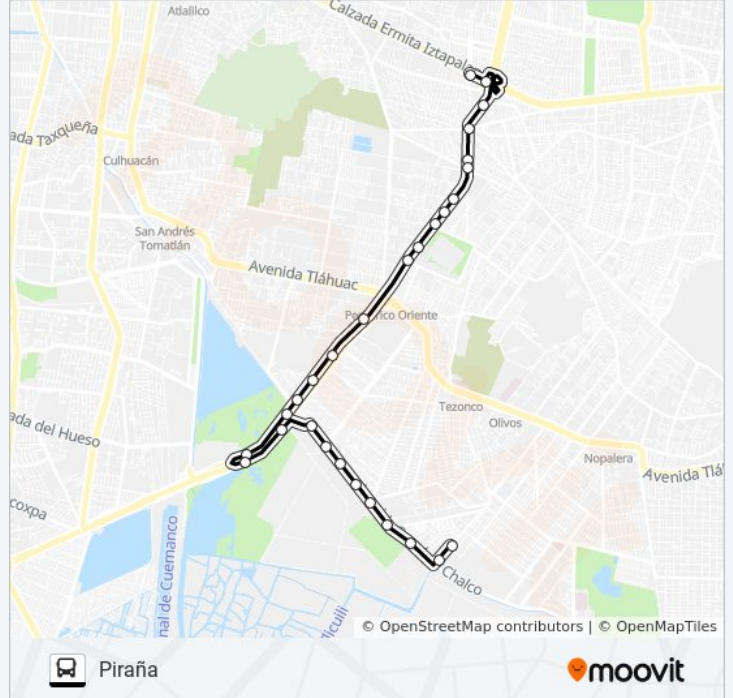 Atlalilco
Calzada Ermita Iztapala
ada Taxqueña
Culhuacán
San Andrés
Tomatlán
Avenida Tláhuac
rico Oriente
Tezonco
Olivos
ada del Hueso
Nopalera
Avenida Tlá
coxpa
nal de Cuemanco
Chalco
© OpenStreetMap contributors | © OpenMapTiles
Piraña
moovit